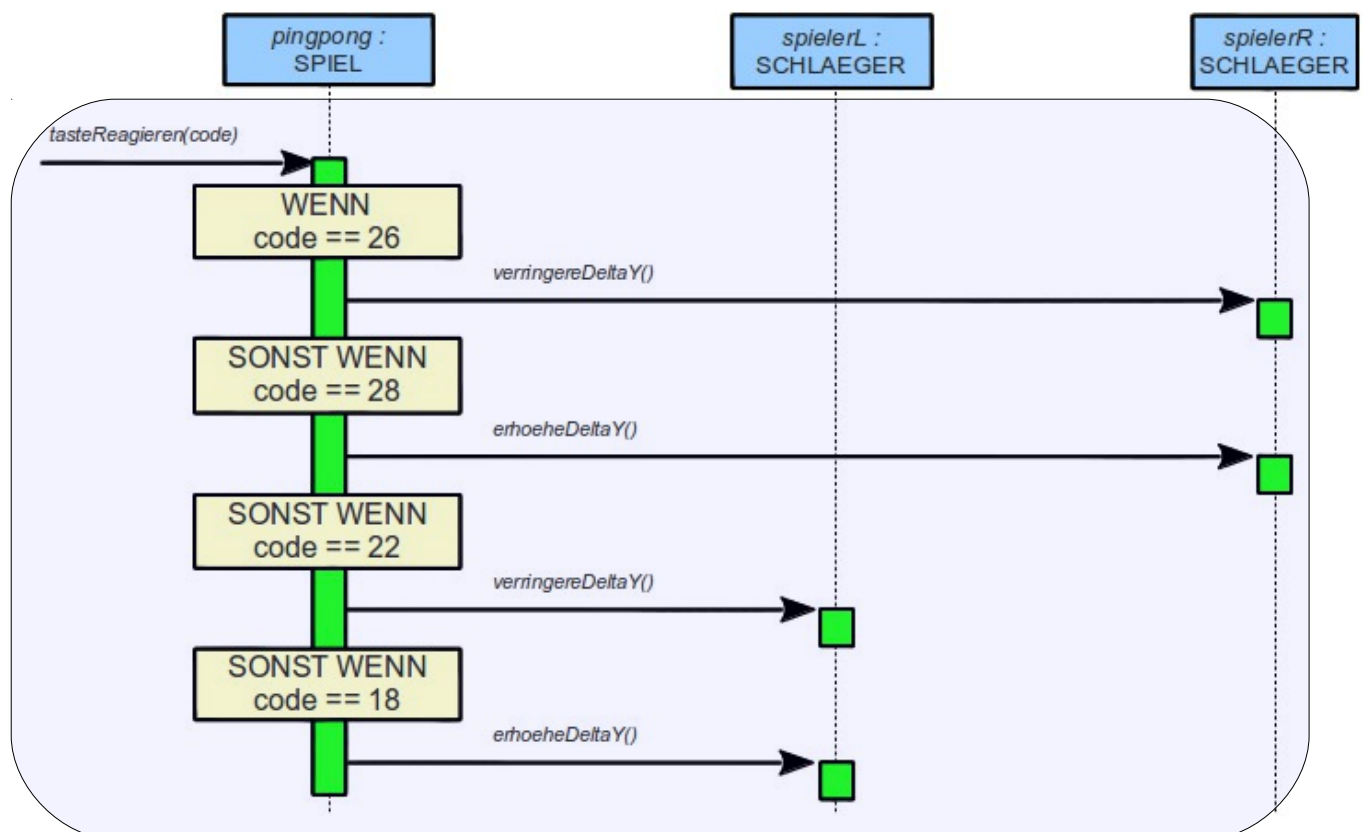 pingpong :
SPIEL
spielerL :
SCHLAEGER
spielerR :
SCHLAEGER
tasteReagieren(code)
WENN
code == 26
verringereDeltaY()
SONST WENN
code == 28
erhoeheDeltaY()
SONST WENN
code == 22
verringereDeltaY()
SONST WENN
code == 18
erhoeheDeltaY()